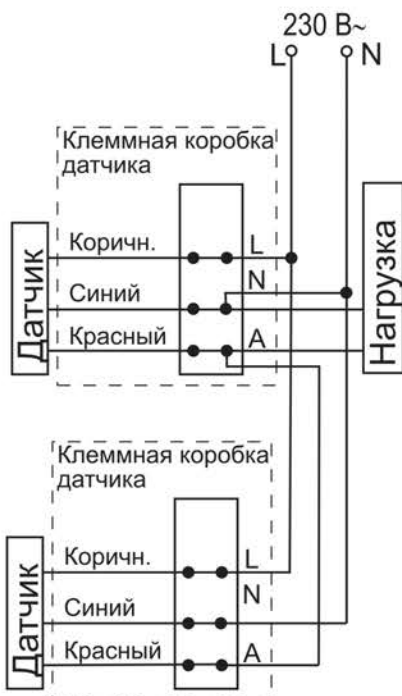 230 В~
L N
Клеммная коробка
датчика
Датчик
Коричн.
L
N
Синий
Красный
A
Нагрузка
Клеммная коробка
датчика
Датчик
Коричн.
L
N
Синий
Красный
A